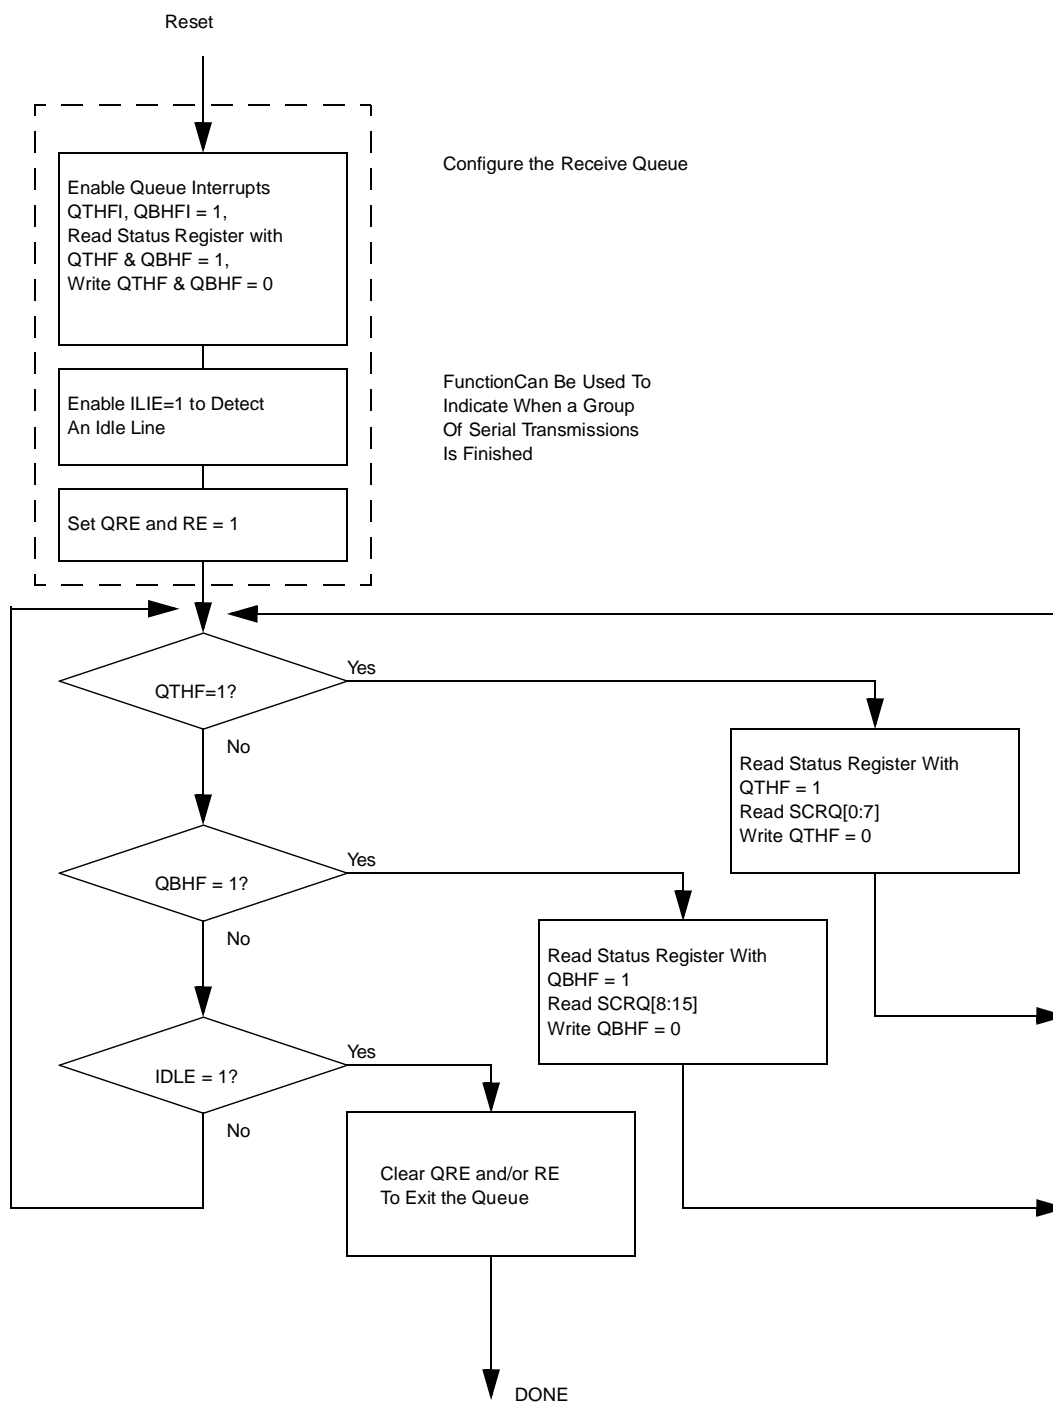 Reset
Configure the Receive Queue
Enable Queue Interrupts
QTHFI, QBHFI = 1,
Read Status Register with
QTHF & QBHF = 1,
Write QTHF & QBHF = 0
Enable ILIE=1 to Detect
An Idle Line
FunctionCan Be Used To
Indicate When a Group
Of Serial Transmissions
Is Finished
Set QRE and RE = 1
QTHF=1?
Yes
No
Read Status Register With
QTHF = 1
Read SCRQ[0:7]
Write QTHF = 0
QBHF = 1?
Yes
No
Read Status Register With
QBHF = 1
Read SCRQ[8:15]
Write QBHF = 0
IDLE = 1?
Yes
No
Clear QRE and/or RE
To Exit the Queue
DONE